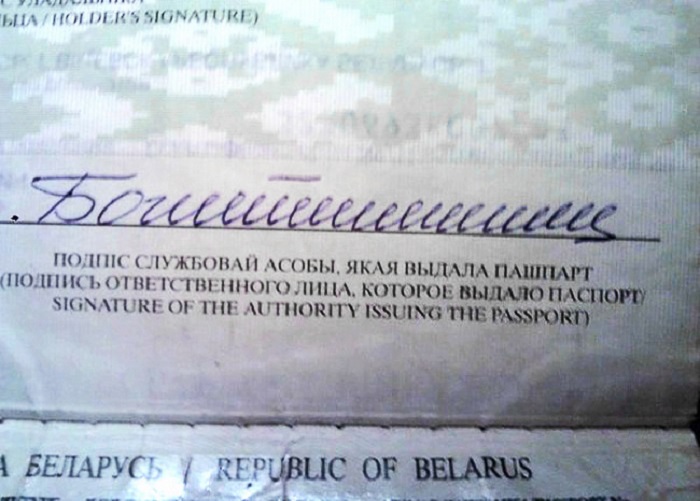 ЬЦА / HOLDER'S SIGNATURE)
ПОДПІС СЛУЖБОВАЙ АСОБЫ, ЯКАЯ ВЫДАЛА ПАШПАРТ
(ПОДПИСЬ ОТВЕТСТВЕННОГО ЛИЦА, КОТОРОЕ ВЫДАЛО ПАСПОРТ/
SIGNATURE OF THE AUTHORITY ISSUING THE PASSPORT)
А БЕЛАРУСЬ / REPUBLIC OF BELARUS